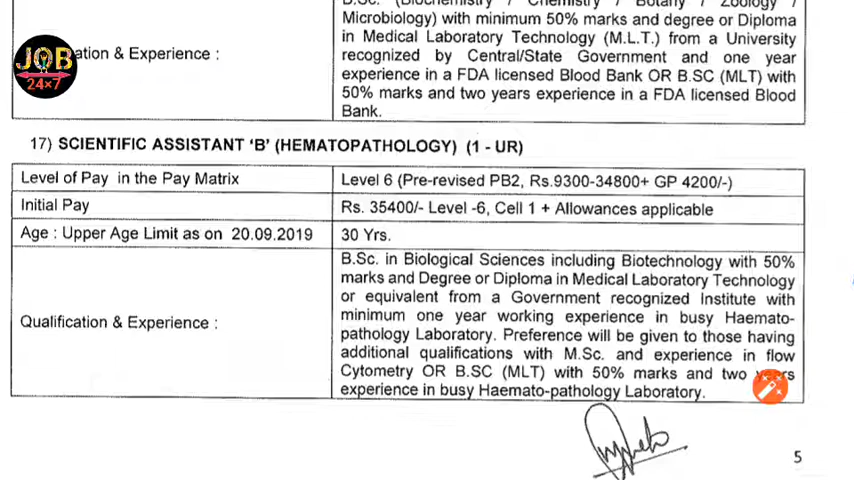 B.Sc. (Biochemistry / Chemistry / Botany / Zoology /
Microbiology) with minimum 50% marks and degree or Diploma
in Medical Laboratory Technology (M.L.T.) from a University
recognized by Central/State Government and one year
experience in a FDA licensed Blood Bank OR B.SC (MLT) with
50% marks and two years experience in a FDA licensed Blood
Bank.
ation & Experience :
JOB
24×7
17) SCIENTIFIC ASSISTANT 'B' (HEMATOPATHOLOGY) (1 - UR)
Level of Pay in the Pay Matrix
Level 6 (Pre-revised PB2, Rs.9300-34800+ GP 4200/-)
Initial Pay
Rs. 35400/- Level -6, Cell 1 + Allowances applicable
Age : Upper Age Limit as on 20.09.2019
30 Yrs.
Qualification & Experience :
B.Sc. in Biological Sciences including Biotechnology with 50%
marks and Degree or Diploma in Medical Laboratory Technology
or equivalent from a Government recognized Institute with
minimum one year working experience in busy Haemato-
pathology Laboratory. Preference will be given to those having
additional qualifications with M.Sc. and experience in flow
Cytometry OR B.SC (MLT) with 50% marks and two years
experience in busy Haemato-pathology Laboratory.
5